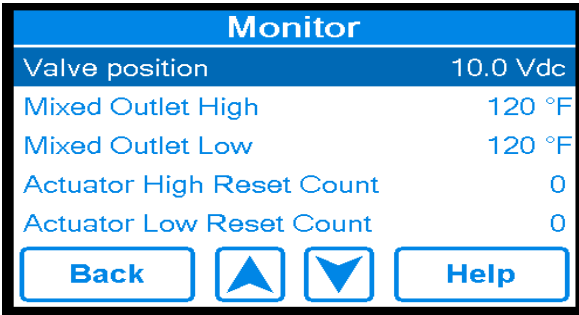 Monitor
Valve position 10.0 Vdc
Mixed Outlet High 120 °F
Mixed Outlet Low 120 °F
Actuator High Reset Count 0
Actuator Low Reset Count 0
Back Help